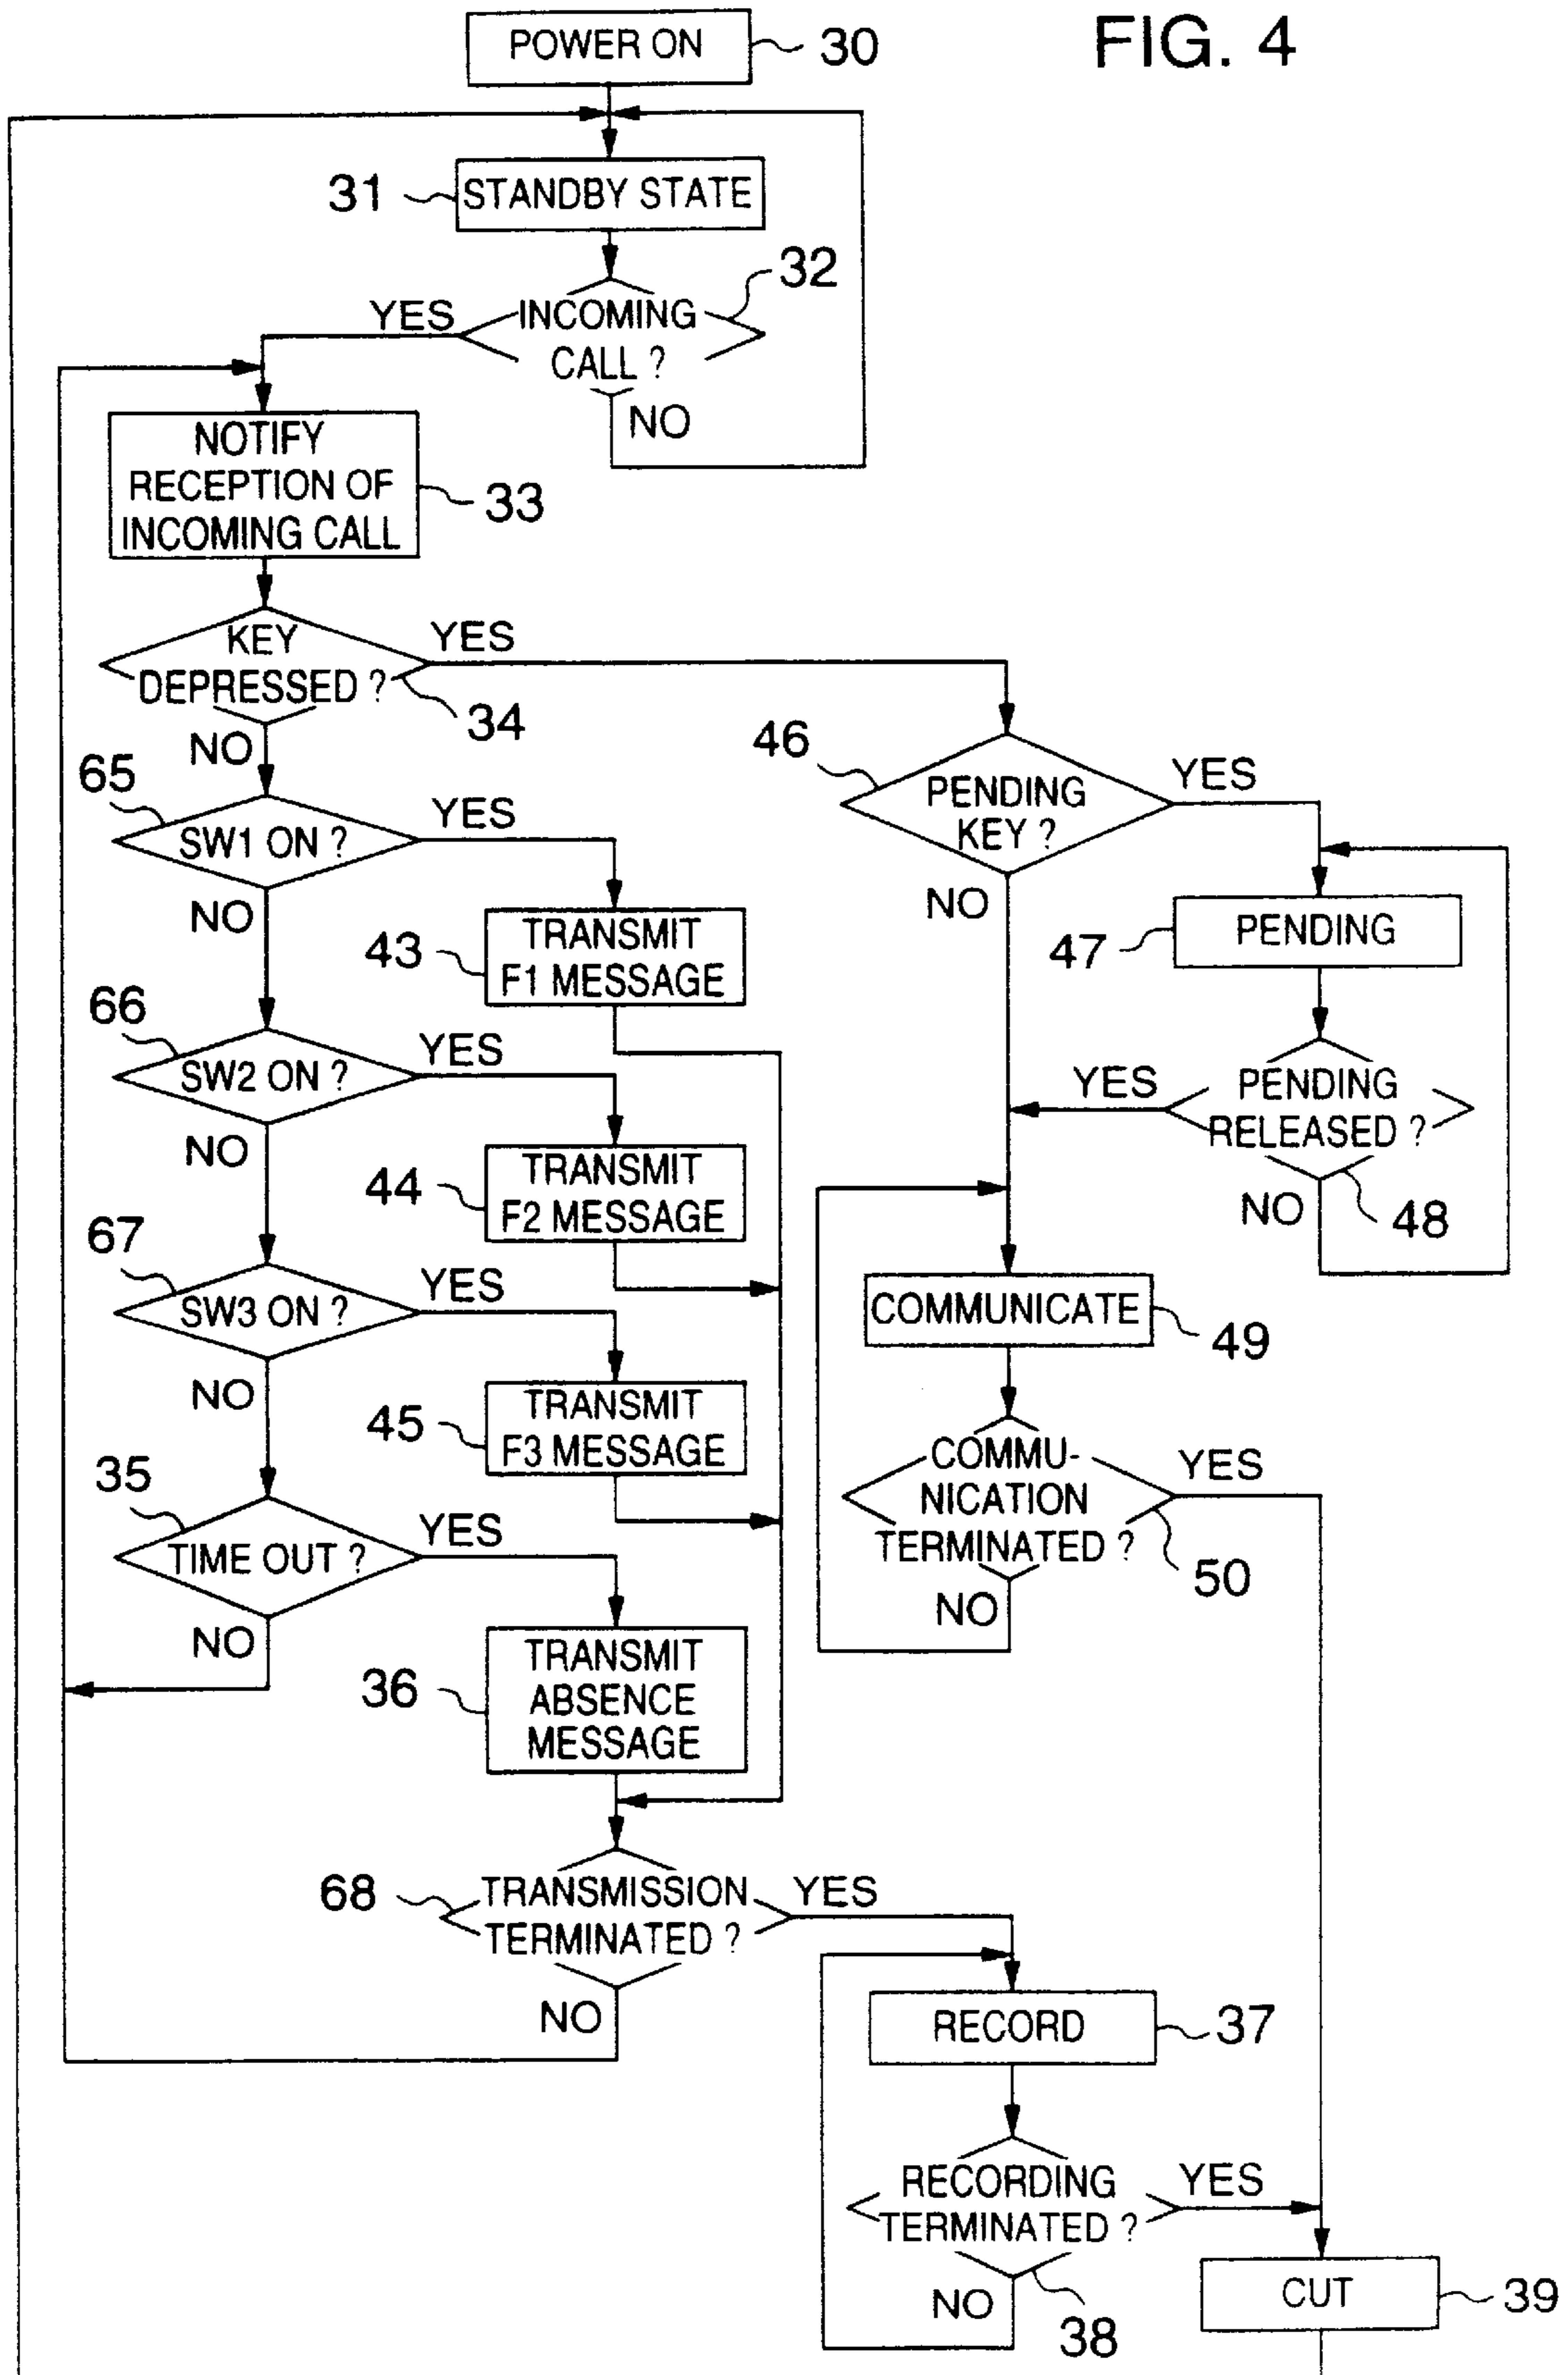 FIG. 4
POWER ON
30
31
STANDBY STATE
32
YES
INCOMING
CALL ?
NO
NOTIFY
RECEPTION OF
INCOMING CALL
33
KEY
DEPRESSED ?
YES
34
NO
46
PENDING
KEY ?
YES
NO
47
PENDING
YES
PENDING
RELEASED ?
NO
48
65
SW1 ON ?
YES
NO
43
TRANSMIT
F1 MESSAGE
66
SW2 ON ?
YES
NO
44
TRANSMIT
F2 MESSAGE
67
SW3 ON ?
YES
NO
45
TRANSMIT
F3 MESSAGE
COMMUNICATE
49
COMMU-
NICATION
TERMINATED ?
YES
50
NO
35
TIME OUT ?
YES
NO
36
TRANSMIT
ABSENCE
MESSAGE
68
TRANSMISSION
TERMINATED ?
YES
NO
RECORD
37
RECORDING
TERMINATED ?
YES
NO
38
CUT
39